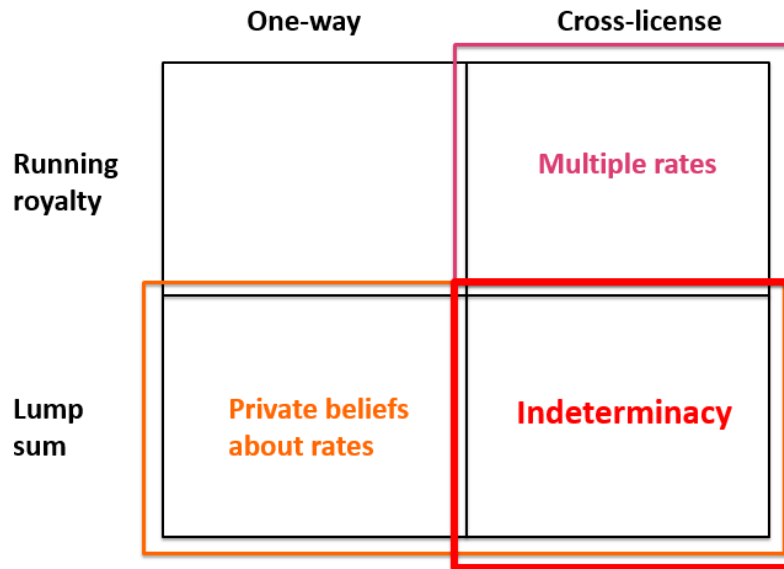 One-way
Cross-license
Running
royalty
Multiple rates
Lump
sum
Private beliefs
about rates
Indeterminacy